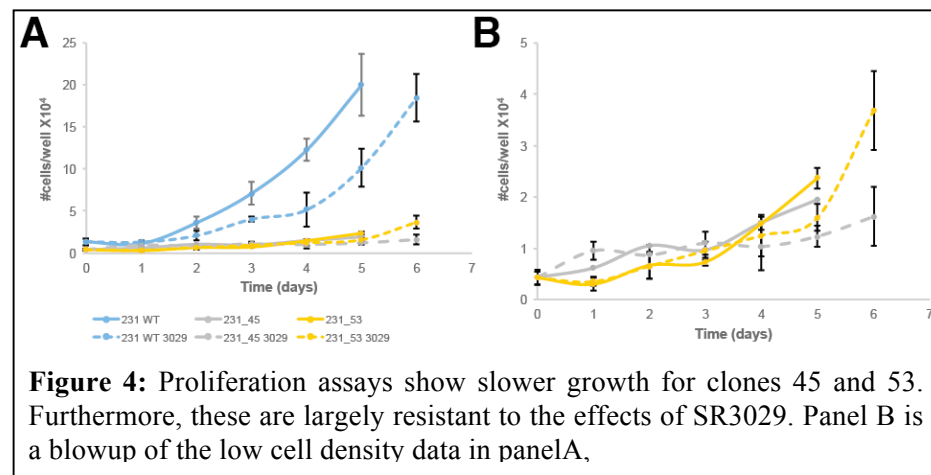 A
B
25
20
15
10
5
0
#cells/well X10⁴
0 1 2 3 4 5 6 7
Time (days)
231 WT 231_45 231_53
231 WT 3029 231_45 3029 231_53 3029
5
4
3
2
1
0
#cells/well X10⁴
0 1 2 3 4 5 6 7
Time (days)
Figure 4: Proliferation assays show slower growth for clones 45 and 53.
Furthermore, these are largely resistant to the effects of SR3029. Panel B is
a blowup of the low cell density data in panelA,